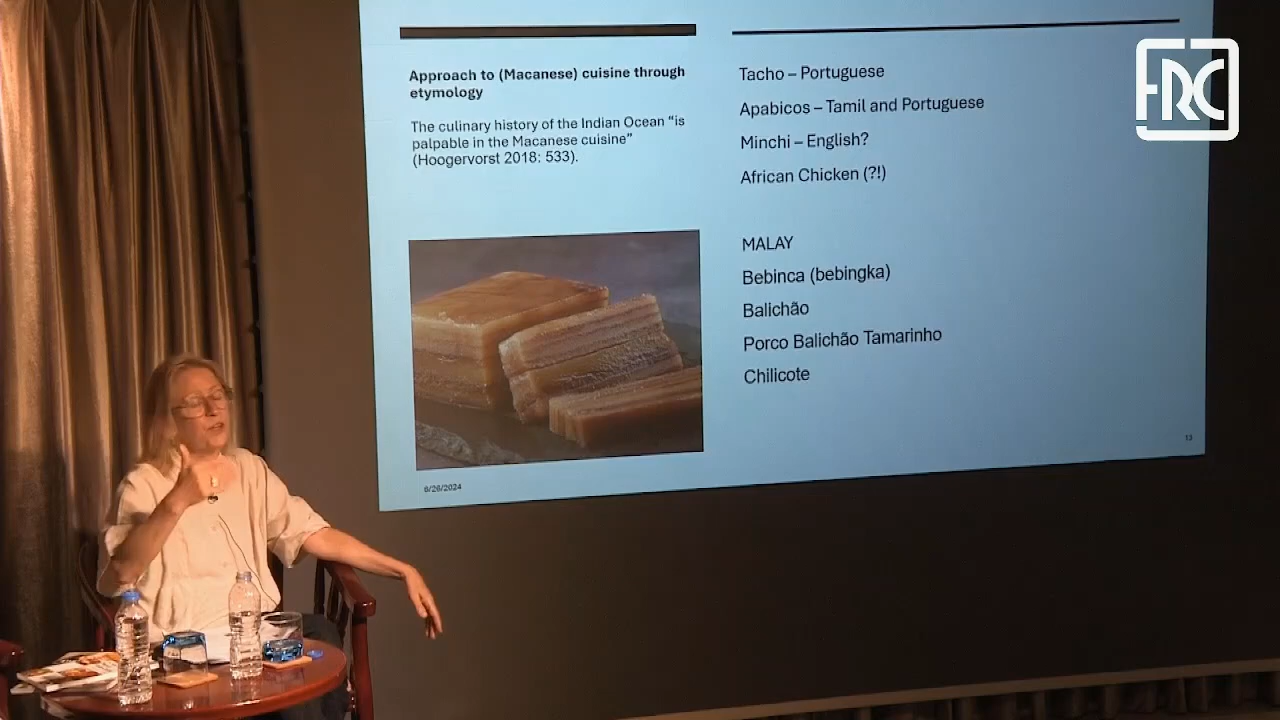 Approach to (Macanese) cuisine through
etymology
The culinary history of the Indian Ocean “is
palpable in the Macanese cuisine”
(Hoogervorst 2018: 533).
6/26/2024
Tacho – Portuguese
Apabicos – Tamil and Portuguese
Minchi – English?
African Chicken (?!)
MALAY
Bebinca (bebingka)
Balichão
Porco Balichão Tamarinho
Chilicote
13
FRC